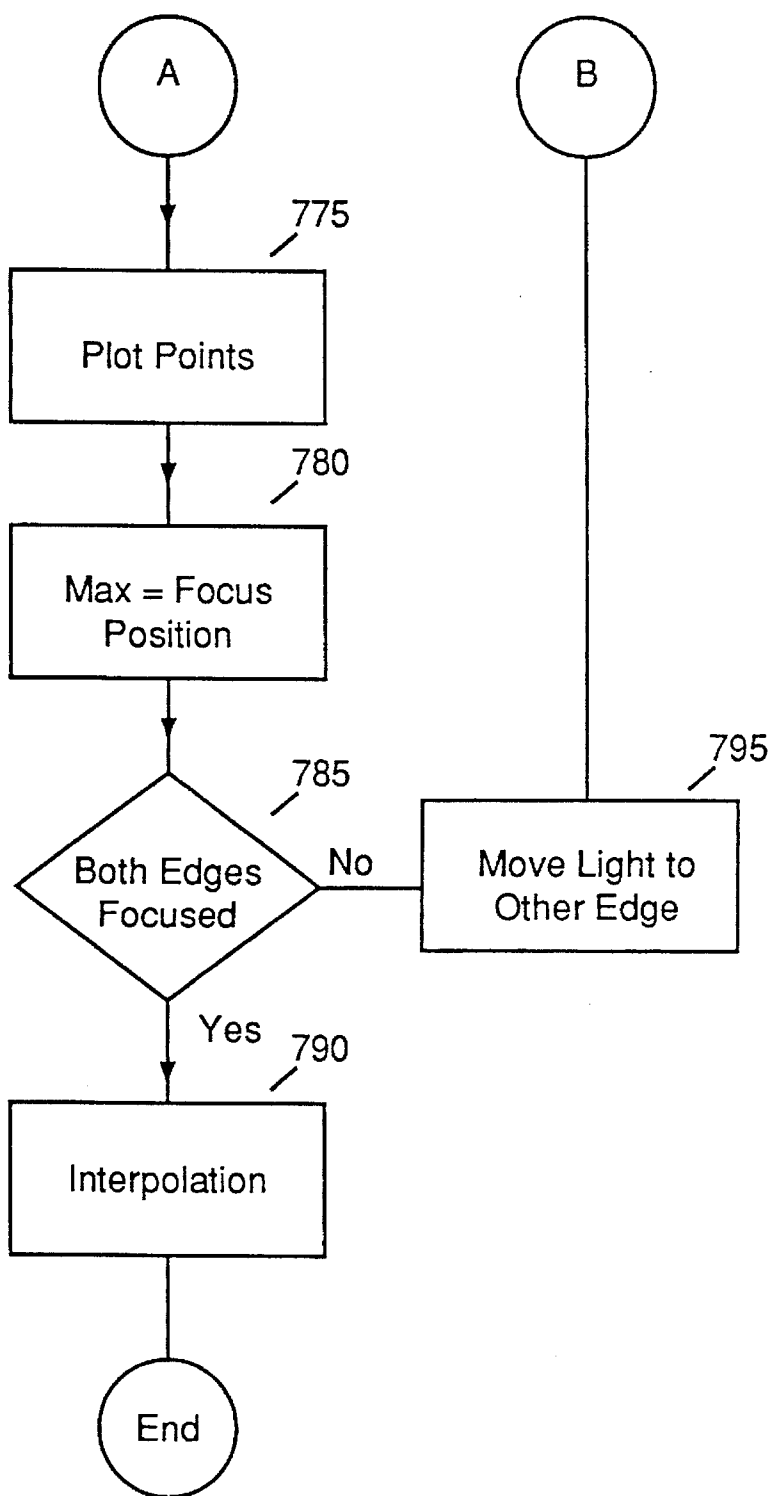 A
B
775
Plot Points
780
Max = Focus
Position
785
Both Edges
Focused
No
795
Move Light to
Other Edge
Yes
790
Interpolation
End